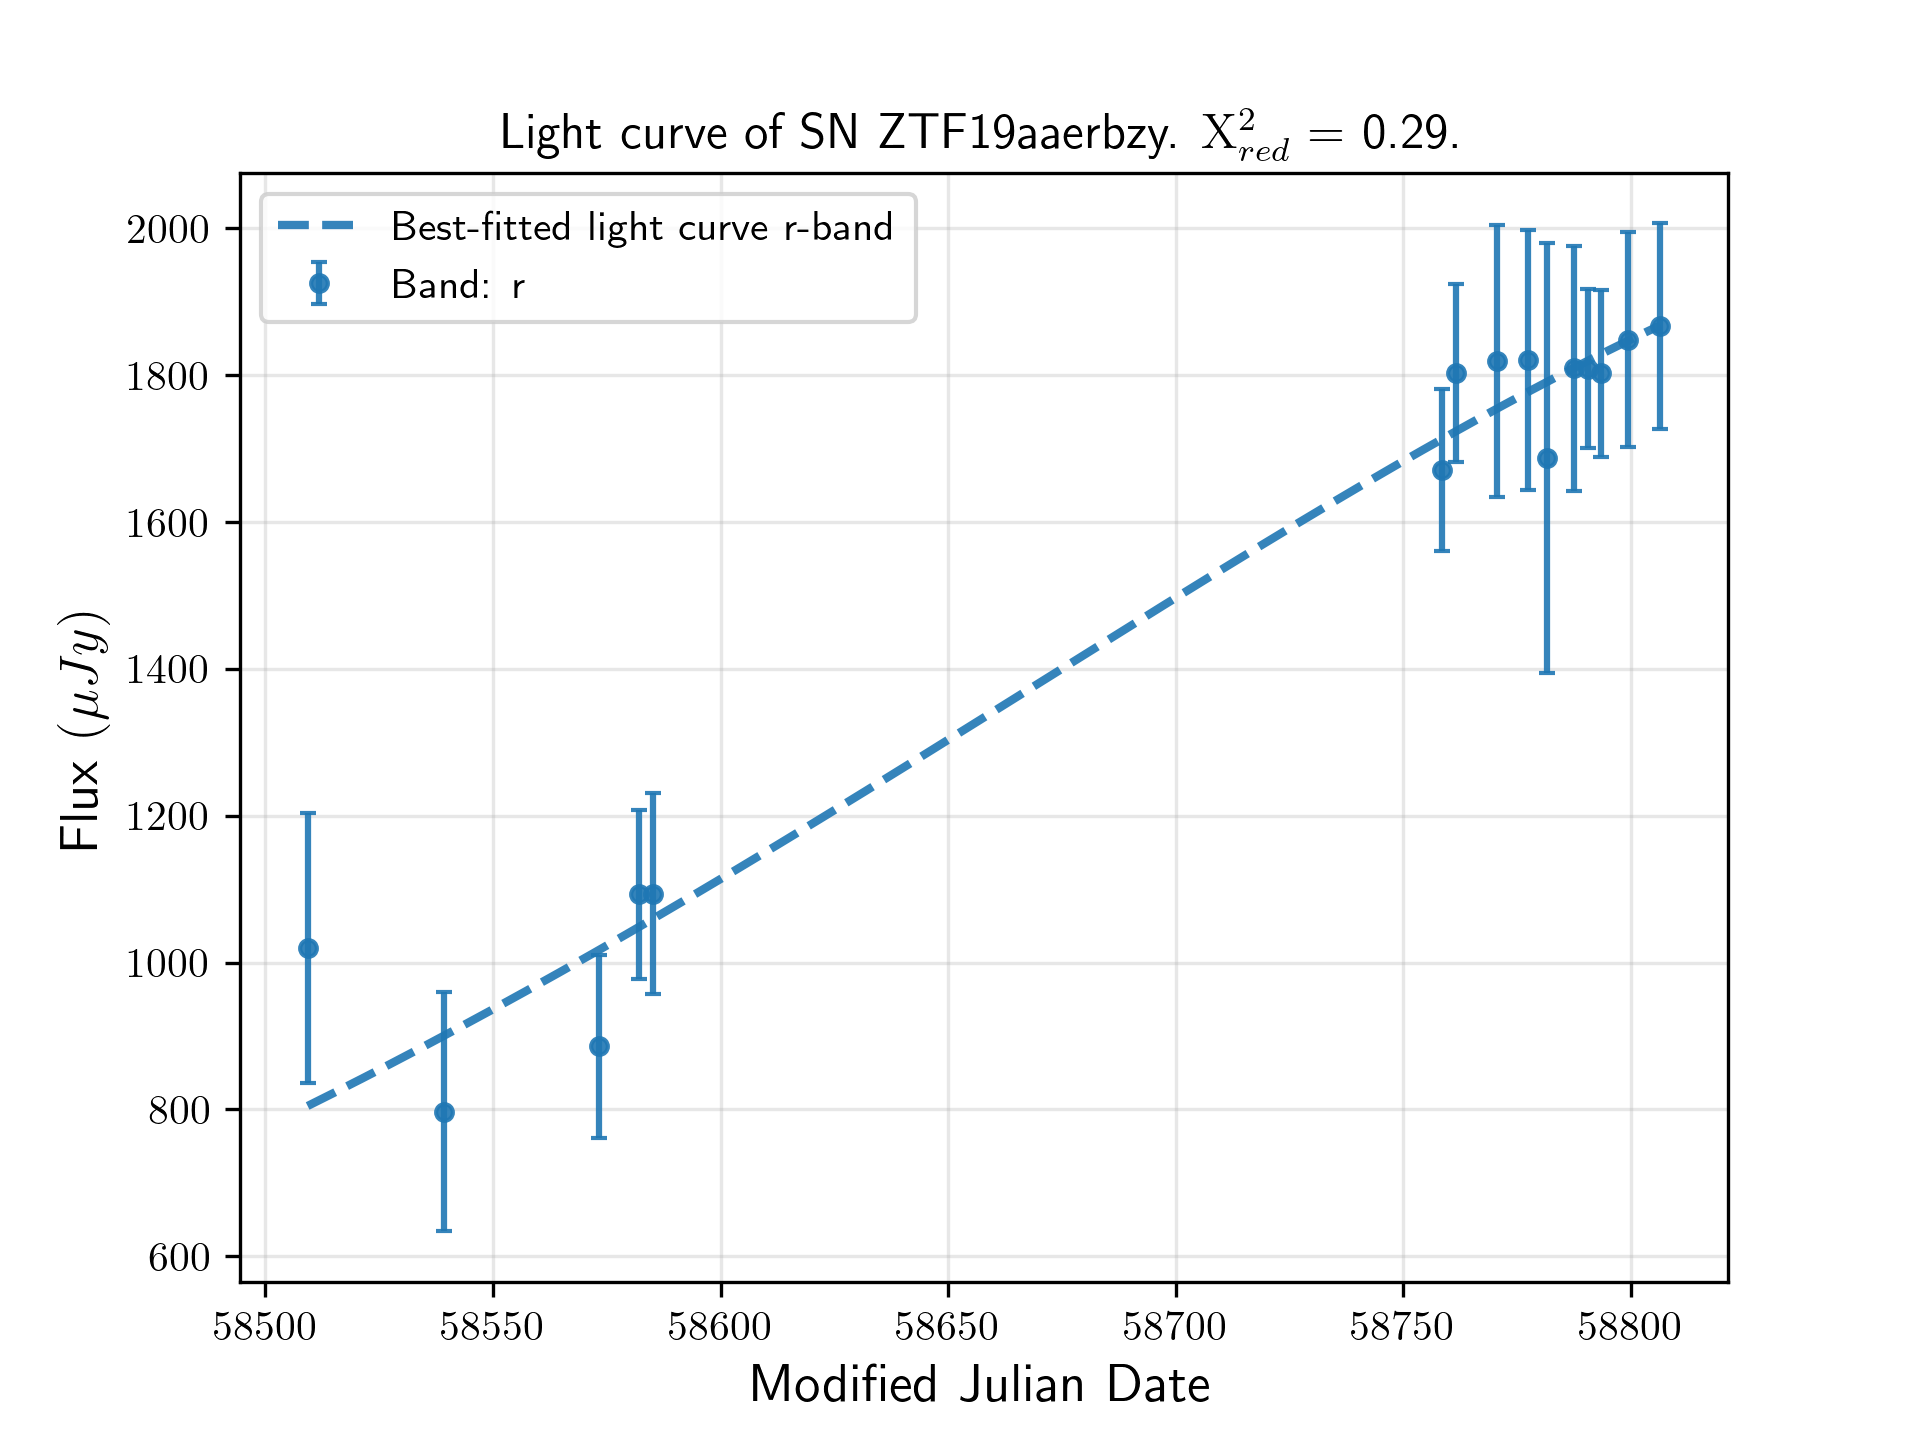 Light curve of SN ZTF19aaerbzy. X²_red = 0.29.
Best-fitted light curve r-band
Band: r
Flux (μJy)
2000
1800
1600
1400
1200
1000
800
600
58500 58550 58600 58650 58700 58750 58800
Modified Julian Date